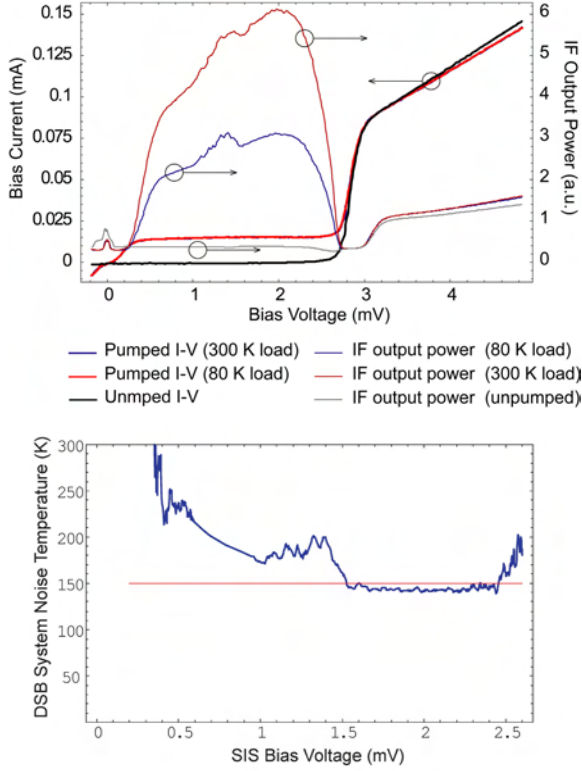 0.15
0.1
0.075
0.05
0.025
0
Bias Current (mA)
6
5
4
3
2
1
0
IF Output Power (a.u.)
0 1 2 3 4
Bias Voltage (mV)
Pumped I-V (300 K load) IF output power (80 K load)
Pumped I-V (80 K load) IF output power (300 K load)
Unmped I-V IF output power (unpumped)
300
250
200
150
100
50
DSB System Noise Temperature (K)
0 0.5 1 1.5 2 2.5
SIS Bias Voltage (mV)